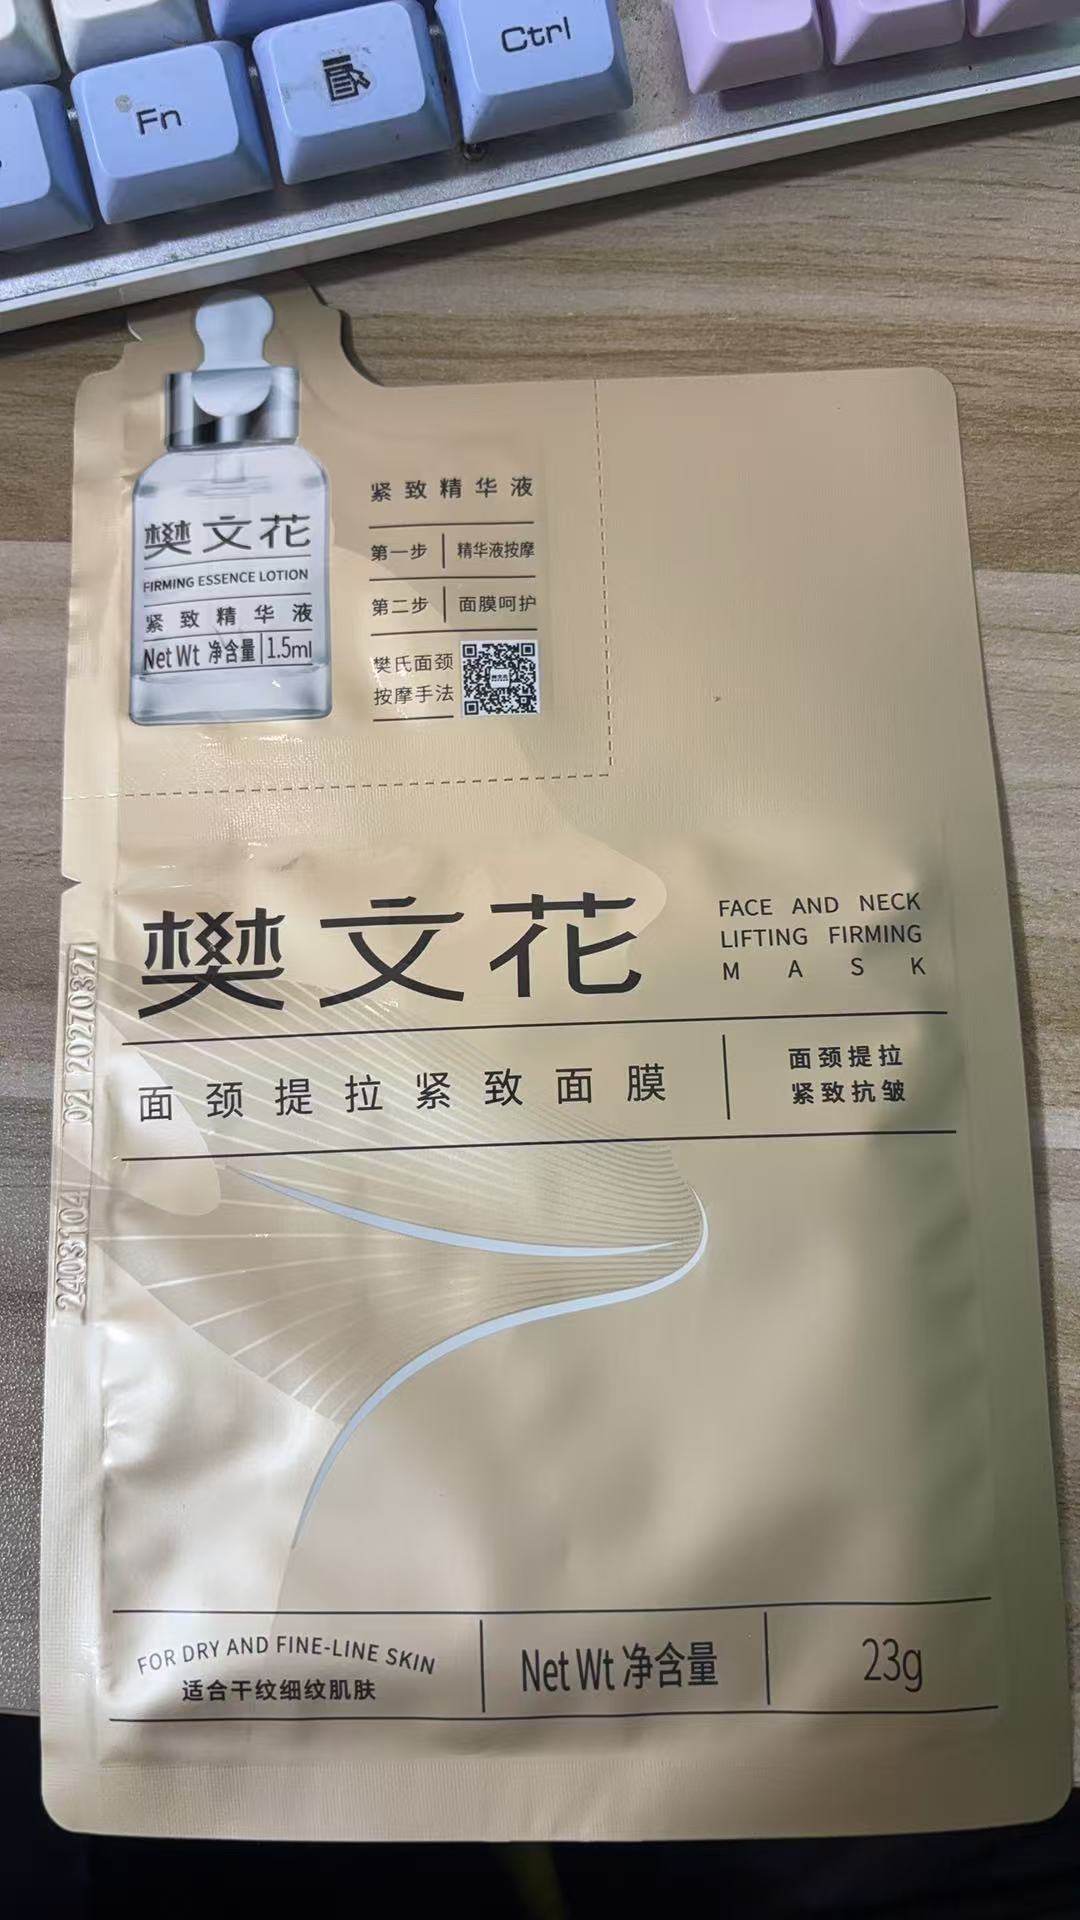 Fn
Ctrl
樊文花
FIRMING ESSENCE LOTION
紧致精华液
Net Wt 净含量 1.5ml
紧致精华液
第一步 精华液按摩
第二步 面膜呵护
樊氏面颈
按摩手法
樊文花
FACE AND NECK
LIFTING FIRMING
MASK
面颈提拉紧致面膜
面颈提拉
紧致抗皱
2403104 02 20270327
FOR DRY AND FINE-LINE SKIN
适合干纹细纹肌肤
Net Wt 净含量
23g